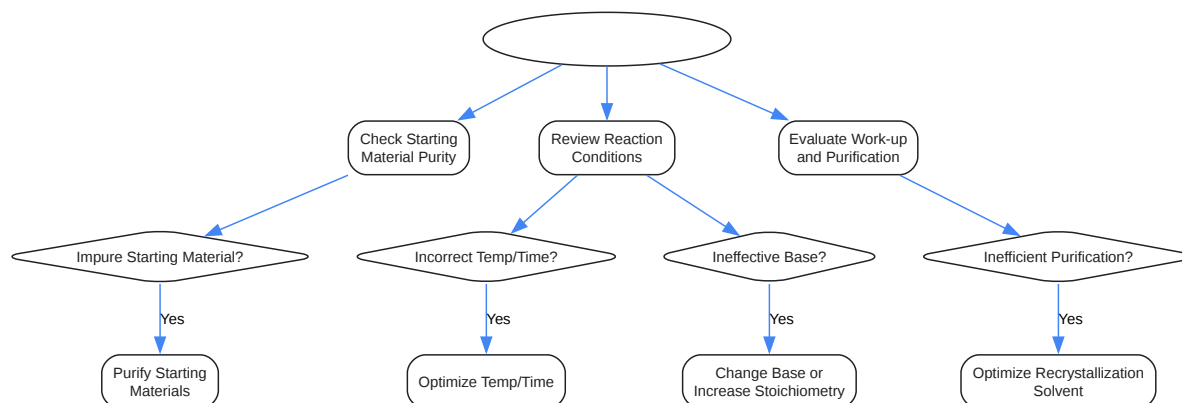 Check Starting
Material Purity
Review Reaction
Conditions
Evaluate Work-up
and Purification
Impure Starting Material?
Incorrect Temp/Time?
Ineffective Base?
Inefficient Purification?
Yes
Yes
Yes
Yes
Purify Starting
Materials
Optimize Temp/Time
Change Base or
Increase Stoichiometry
Optimize Recrystallization
Solvent